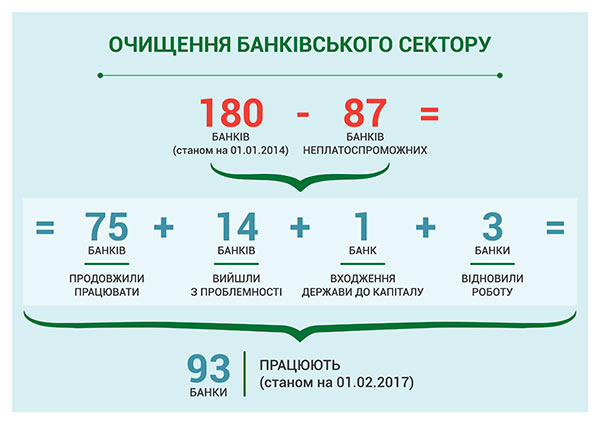 ОЧИЩЕННЯ БАНКІВСЬКОГО СЕКТОРУ
180 - 87 =
БАНКІВ БАНКІВ
(станом на 01.01.2014) НЕПЛАТОСПРОМОЖНИХ
= 75 + 14 + 1 + 3 =
БАНКІВ БАНКІВ БАНК БАНКИ
ПРОДОВЖИЛИ ВИЙШЛИ ВХОДЖЕННЯ ВІДНОВИЛИ
ПРАЦЮВАТИ З ПРОБЛЕМНОСТІ ДЕРЖАВИ ДО КАПІТАЛУ РОБОТУ
93 ПРАЦЮЮТЬ
БАНКИ (станом на 01.02.2017)